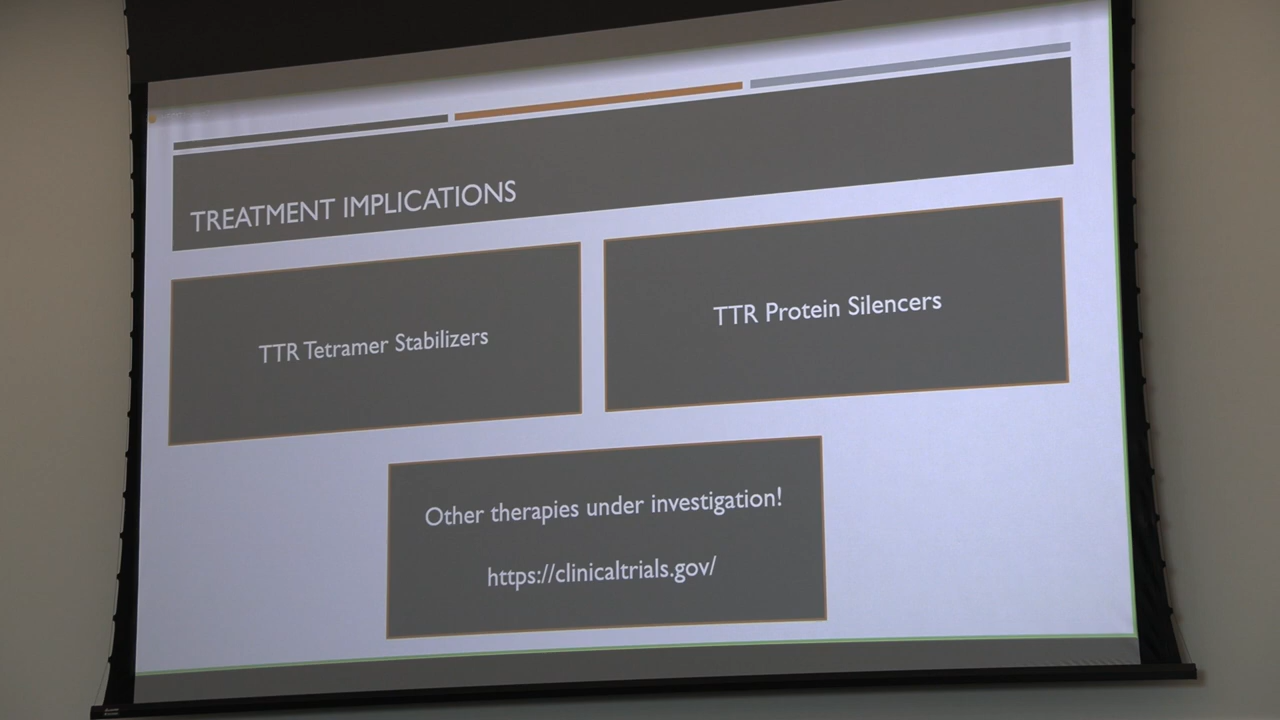 TREATMENT IMPLICATIONS
TTR Tetramer Stabilizers
TTR Protein Silencers
Other therapies under investigation!
https://clinicaltrials.gov/